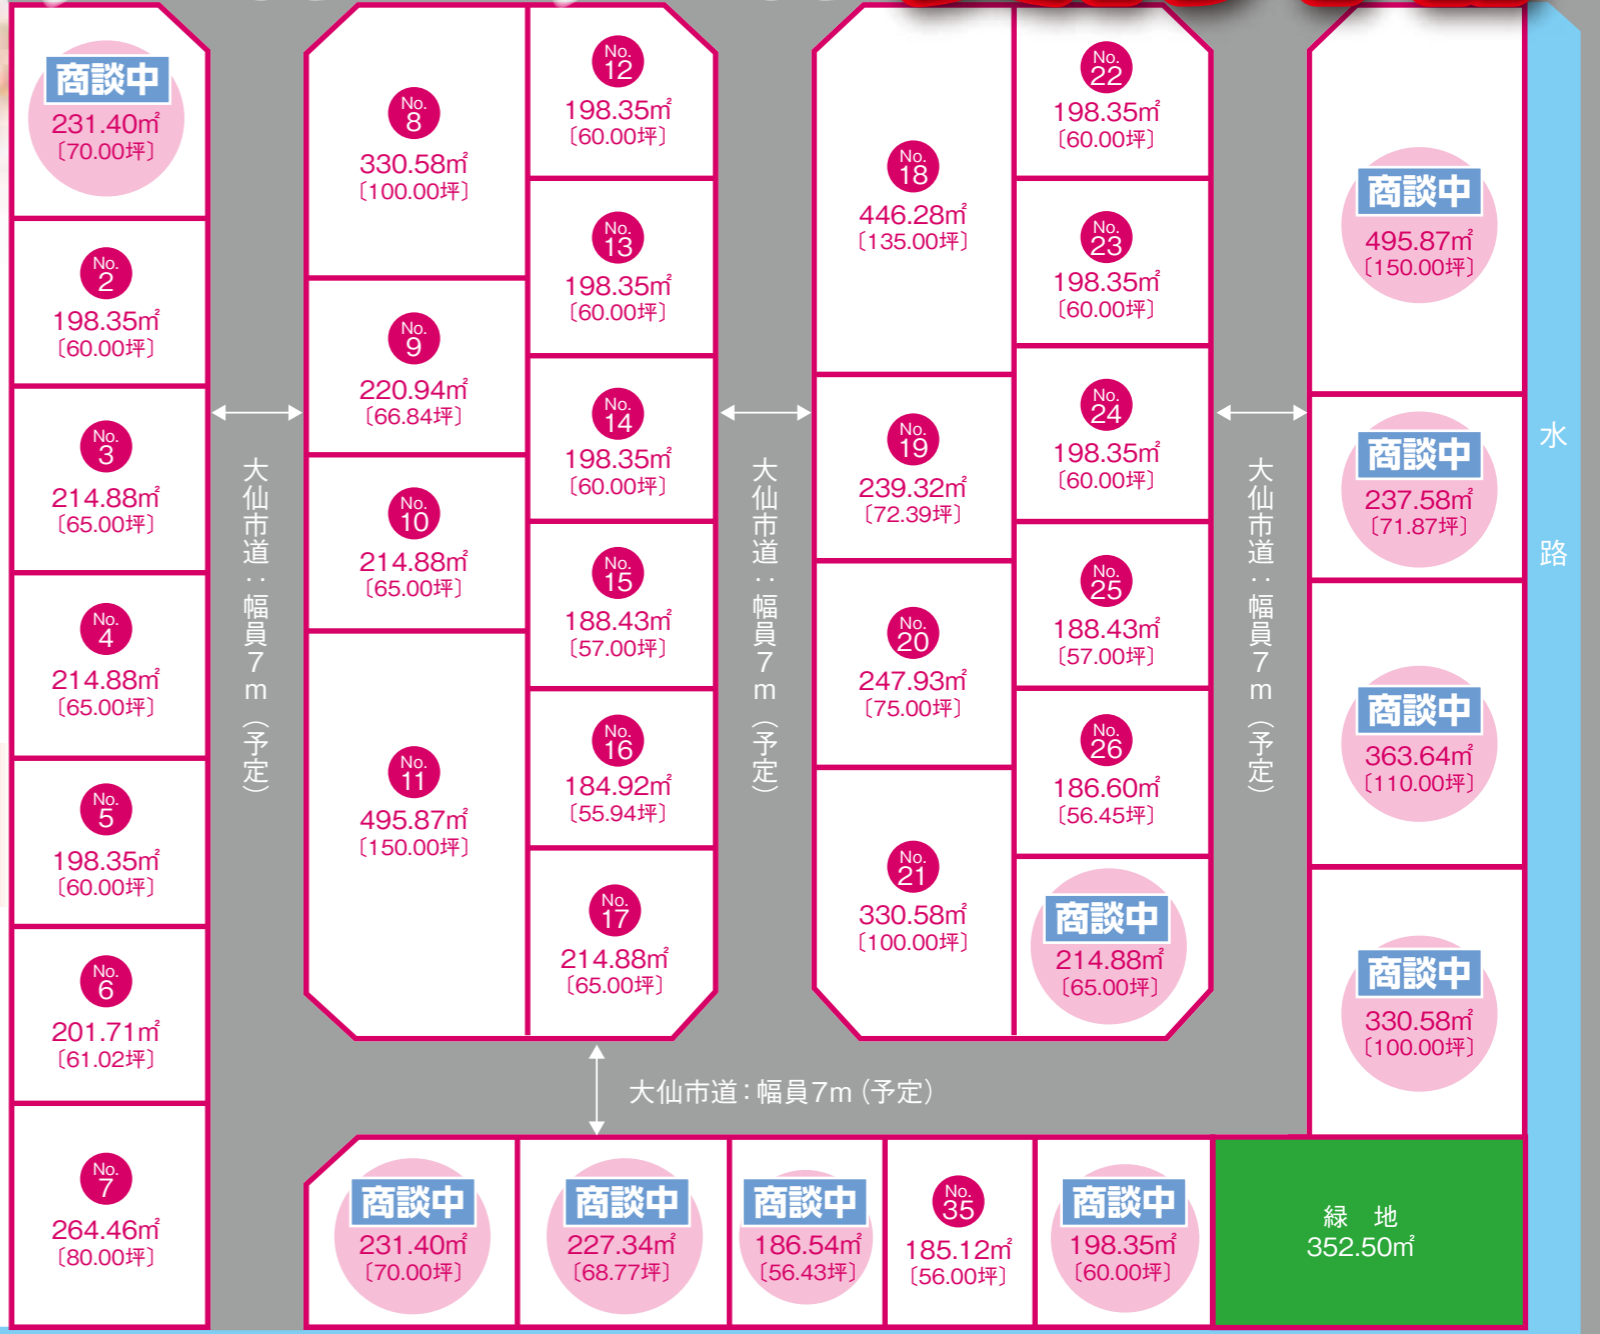 商談中
231.40㎡
〔70.00坪〕
No.
2
198.35㎡
〔60.00坪〕
No.
3
214.88㎡
〔65.00坪〕
No.
4
214.88㎡
〔65.00坪〕
No.
5
198.35㎡
〔60.00坪〕
No.
6
201.71㎡
〔61.02坪〕
No.
7
264.46㎡
〔80.00坪〕
大仙市道：幅員7m（予定）
No.
8
330.58㎡
〔100.00坪〕
No.
9
220.94㎡
〔66.84坪〕
No.
10
214.88㎡
〔65.00坪〕
No.
11
495.87㎡
〔150.00坪〕
No.
12
198.35㎡
〔60.00坪〕
No.
13
198.35㎡
〔60.00坪〕
No.
14
198.35㎡
〔60.00坪〕
No.
15
188.43㎡
〔57.00坪〕
No.
16
184.92㎡
〔55.94坪〕
No.
17
214.88㎡
〔65.00坪〕
大仙市道：幅員7m（予定）
No.
18
446.28㎡
〔135.00坪〕
No.
19
239.32㎡
〔72.39坪〕
No.
20
247.93㎡
〔75.00坪〕
No.
21
330.58㎡
〔100.00坪〕
No.
22
198.35㎡
〔60.00坪〕
No.
23
198.35㎡
〔60.00坪〕
No.
24
198.35㎡
〔60.00坪〕
No.
25
188.43㎡
〔57.00坪〕
No.
26
186.60㎡
〔56.45坪〕
商談中
214.88㎡
〔65.00坪〕
大仙市道：幅員7m（予定）
商談中
495.87㎡
〔150.00坪〕
商談中
237.58㎡
〔71.87坪〕
商談中
363.64㎡
〔110.00坪〕
商談中
330.58㎡
〔100.00坪〕
水路
大仙市道：幅員7m（予定）
商談中
231.40㎡
〔70.00坪〕
商談中
227.34㎡
〔68.77坪〕
商談中
186.54㎡
〔56.43坪〕
No.
35
185.12㎡
〔56.00坪〕
商談中
198.35㎡
〔60.00坪〕
緑 地
352.50㎡